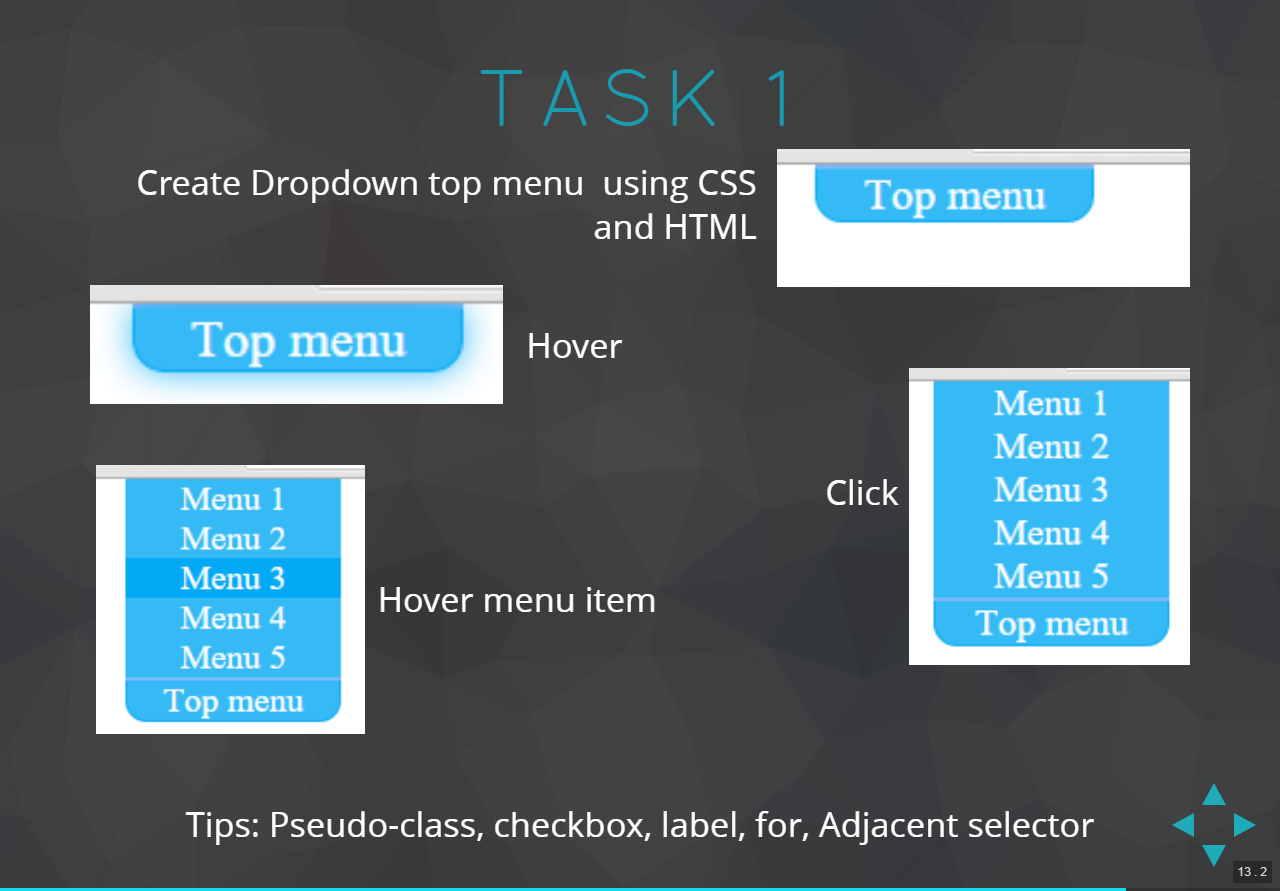 TASK 1
Create Dropdown top menu  using CSS
and HTML
Top menu
Top menu
Hover
Menu 1
Menu 2
Menu 3
Menu 4
Menu 5
Top menu
Click
Menu 1
Menu 2
Menu 3
Menu 4
Menu 5
Top menu
Hover menu item
Tips: Pseudo-class, checkbox, label, for, Adjacent selector
13.2